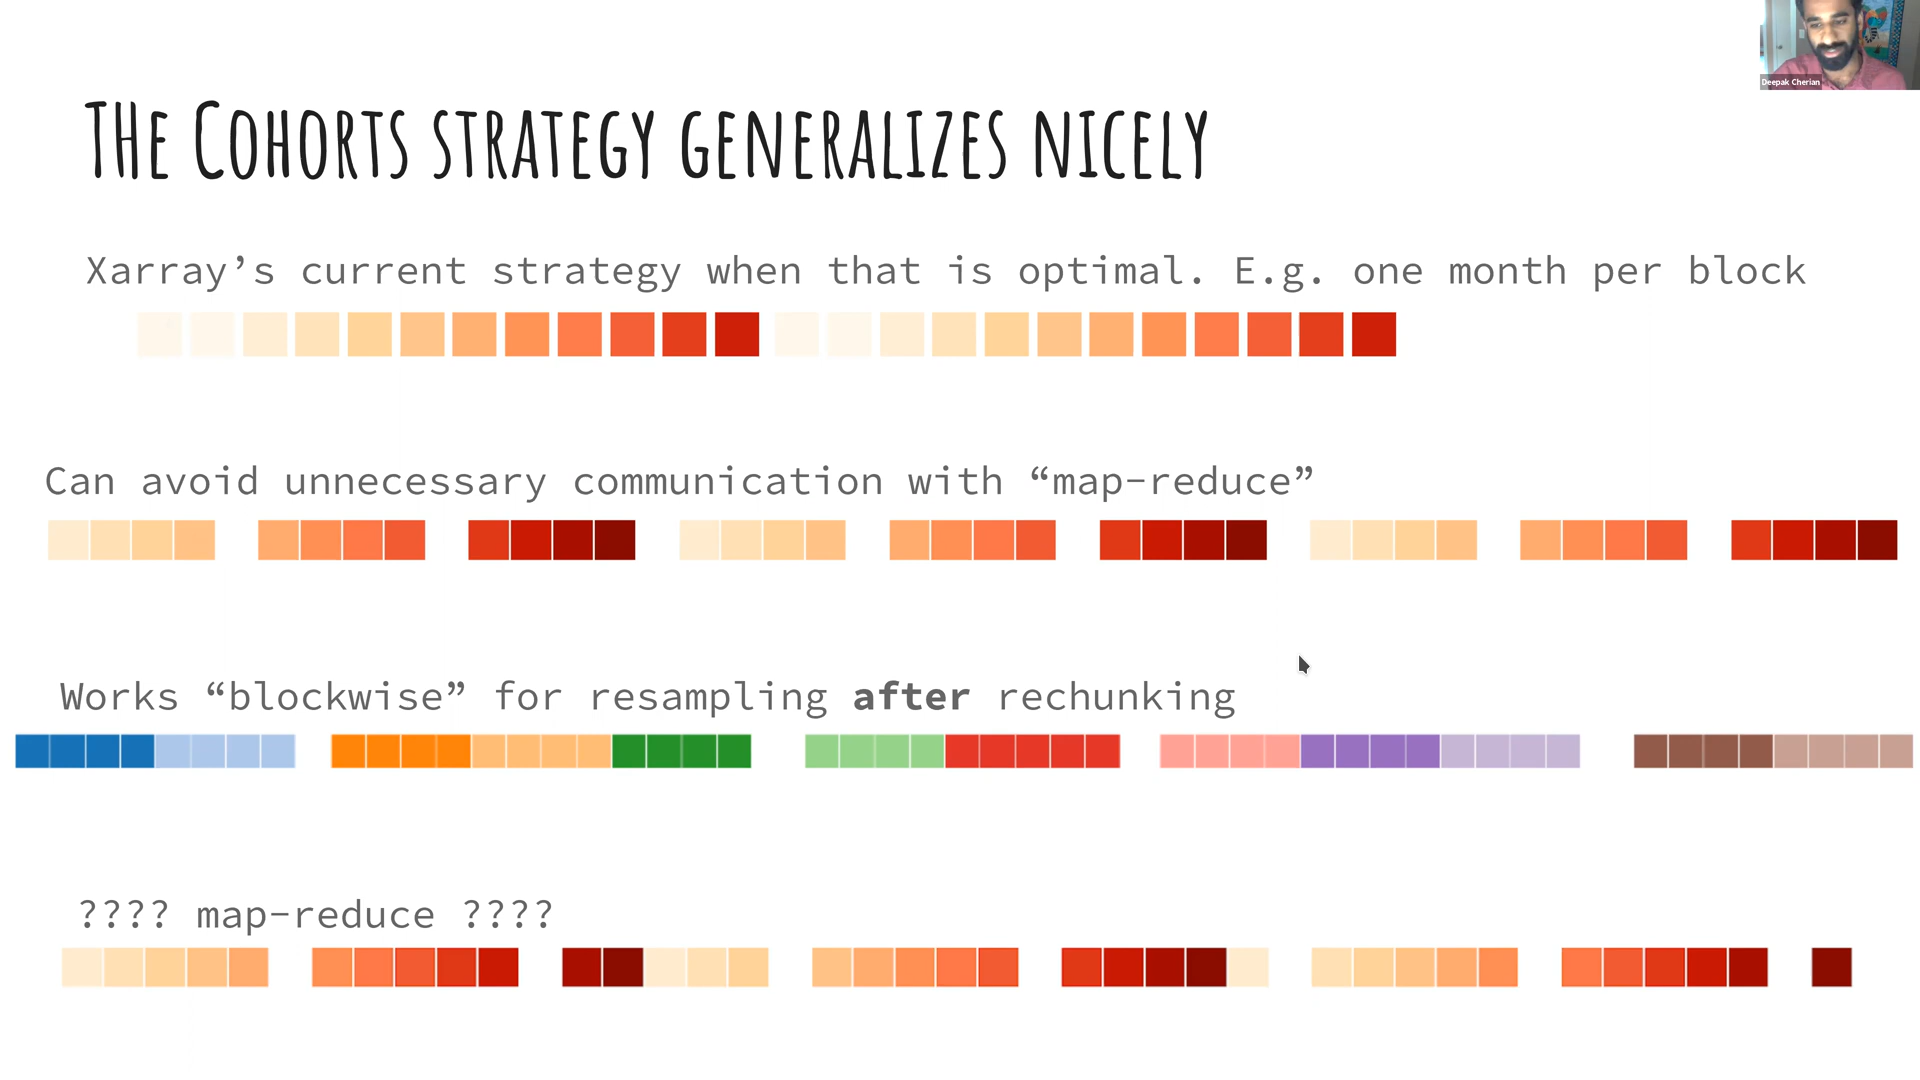 Deepak Cherian
THe Cohorts strategy generalizes nicely
Xarray’s current strategy when that is optimal. E.g. one month per block
Can avoid unnecessary communication with “map-reduce”
Works “blockwise” for resampling after rechunking
???? map-reduce ????